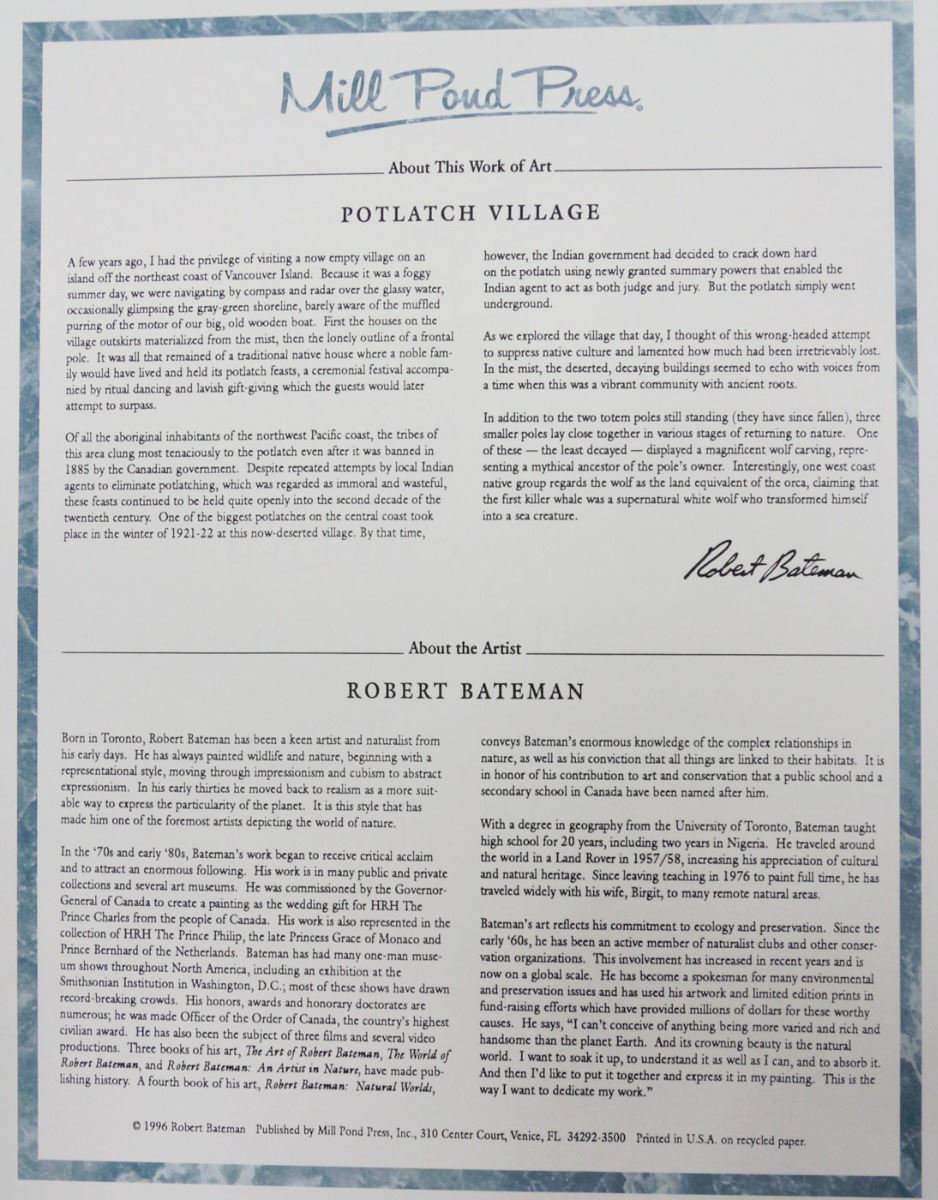 Mill Pond Press®
About This Work of Art
POTLATCH VILLAGE
A few years ago, I had the privilege of visiting a now empty village on an
island off the northeast coast of Vancouver Island. Because it was a foggy
summer day, we were navigating by compass and radar over the glassy water,
occasionally glimpsing the gray-green shoreline, barely aware of the muffled
purring of the motor of our big, old wooden boat. First the houses on the
village outskirts materialized from the mist, then the lonely outline of a frontal
pole. It was all that remained of a traditional native house where a noble fam-
ily would have lived and held its potlatch feasts, a ceremonial festival accompa-
nied by ritual dancing and lavish gift-giving which the guests would later
attempt to surpass.
Of all the aboriginal inhabitants of the northwest Pacific coast, the tribes of
this area clung most tenaciously to the potlatch even after it was banned in
1885 by the Canadian government. Despite repeated attempts by local Indian
agents to eliminate potlatching, which was regarded as immoral and wasteful,
these feasts continued to be held quite openly into the second decade of the
twentieth century. One of the biggest potlatches on the central coast took
place in the winter of 1921-22 at this now-deserted village. By that time,
however, the Indian government had decided to crack down hard
on the potlatch using newly granted summary powers that enabled the
Indian agent to act as both judge and jury. But the potlatch simply went
underground.
As we explored the village that day, I thought of this wrong-headed attempt
to suppress native culture and lamented how much had been irretrievably lost.
In the mist, the deserted, decaying buildings seemed to echo with voices from
a time when this was a vibrant community with ancient roots.
In addition to the two totem poles still standing (they have since fallen), three
smaller poles lay close together in various stages of returning to nature. One
of these — the least decayed — displayed a magnificent wolf carving, repre-
senting a mythical ancestor of the pole's owner. Interestingly, one west coast
native group regards the wolf as the land equivalent of the orca, claiming that
the first killer whale was a supernatural white wolf who transformed himself
into a sea creature.
Robert Bateman
About the Artist
ROBERT BATEMAN
Born in Toronto, Robert Bateman has been a keen artist and naturalist from
his early days. He has always painted wildlife and nature, beginning with a
representational style, moving through impressionism and cubism to abstract
expressionism. In his early thirties he moved back to realism as a more suit-
able way to express the particularity of the planet. It is this style that has
made him one of the foremost artists depicting the world of nature.
In the '70s and early '80s, Bateman's work began to receive critical acclaim
and to attract an enormous following. His work is in many public and private
collections and several art museums. He was commissioned by the Governor-
General of Canada to create a painting as the wedding gift for HRH The
Prince Charles from the people of Canada. His work is also represented in the
collection of HRH The Prince Philip, the late Princess Grace of Monaco and
Prince Bernhard of the Netherlands. Bateman has had many one-man muse-
um shows throughout North America, including an exhibition at the
Smithsonian Institution in Washington, D.C.; most of these shows have drawn
record-breaking crowds. His honors, awards and honorary doctorates are
numerous; he was made Officer of the Order of Canada, the country's highest
civilian award. He has also been the subject of three films and several video
productions. Three books of his art, The Art of Robert Bateman, The World of
Robert Bateman, and Robert Bateman: An Artist in Nature, have made pub-
lishing history. A fourth book of his art, Robert Bateman: Natural Worlds,
conveys Bateman's enormous knowledge of the complex relationships in
nature, as well as his conviction that all things are linked to their habitats. It is
in honor of his contribution to art and conservation that a public school and a
secondary school in Canada have been named after him.
With a degree in geography from the University of Toronto, Bateman taught
high school for 20 years, including two years in Nigeria. He traveled around
the world in a Land Rover in 1957/58, increasing his appreciation of cultural
and natural heritage. Since leaving teaching in 1976 to paint full time, he has
traveled widely with his wife, Birgit, to many remote natural areas.
Bateman's art reflects his commitment to ecology and preservation. Since the
early '60s, he has been an active member of naturalist clubs and other conser-
vation organizations. This involvement has increased in recent years and is
now on a global scale. He has become a spokesman for many environmental
and preservation issues and has used his artwork and limited edition prints in
fund-raising efforts which have provided millions of dollars for these worthy
causes. He says, "I can't conceive of anything being more varied and rich and
handsome than the planet Earth. And its crowning beauty is the natural
world. I want to soak it up, to understand it as well as I can, and to absorb it.
And then I'd like to put it together and express it in my painting. This is the
way I want to dedicate my work."
© 1996 Robert Bateman Published by Mill Pond Press, Inc., 310 Center Court, Venice, FL 34292-3500 Printed in U.S.A. on recycled paper.